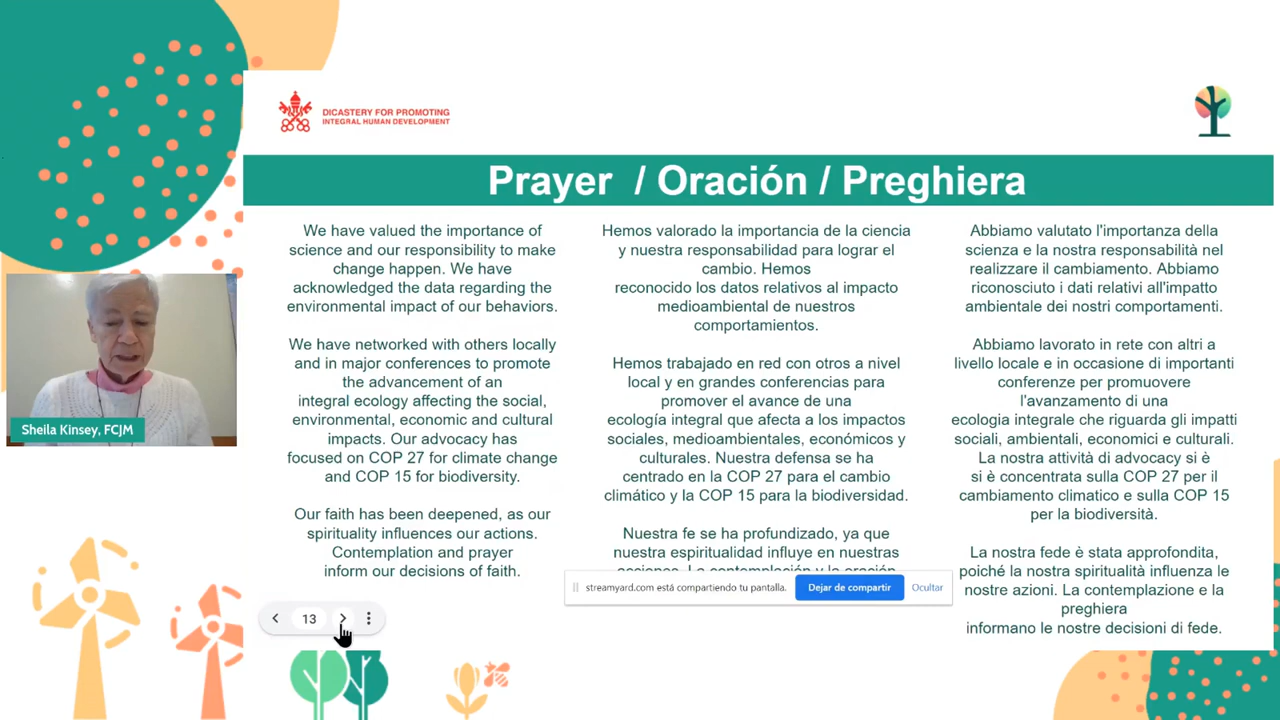 DICASTERY FOR PROMOTING
INTEGRAL HUMAN DEVELOPMENT
Prayer / Oración / Preghiera
We have valued the importance of
science and our responsibility to make
change happen. We have
acknowledged the data regarding the
environmental impact of our behaviors.
We have networked with others locally
and in major conferences to promote
the advancement of an
integral ecology affecting the social,
environmental, economic and cultural
impacts. Our advocacy has
focused on COP 27 for climate change
and COP 15 for biodiversity.
Our faith has been deepened, as our
spirituality influences our actions.
Contemplation and prayer
inform our decisions of faith.
Hemos valorado la importancia de la ciencia
y nuestra responsabilidad para lograr el
cambio. Hemos
reconocido los datos relativos al impacto
medioambiental de nuestros
comportamientos.
Hemos trabajado en red con otros a nivel
local y en grandes conferencias para
promover el avance de una
ecología integral que afecta a los impactos
sociales, medioambientales, económicos y
culturales. Nuestra defensa se ha
centrado en la COP 27 para el cambio
climático y la COP 15 para la biodiversidad.
Nuestra fe se ha profundizado, ya que
nuestra espiritualidad influye en nuestras
acciones. La contemplación y la oración
Abbiamo valutato l'importanza della
scienza e la nostra responsabilità nel
realizzare il cambiamento. Abbiamo
riconosciuto i dati relativi all'impatto
ambientale dei nostri comportamenti.
Abbiamo lavorato in rete con altri a
livello locale e in occasione di importanti
conferenze per promuovere
l'avanzamento di una
ecologia integrale che riguarda gli impatti
sociali, ambientali, economici e culturali.
La nostra attività di advocacy si è
si è concentrata sulla COP 27 per il
cambiamento climatico e sulla COP 15
per la biodiversità.
La nostra fede è stata approfondita,
poiché la nostra spiritualità influenza le
nostre azioni. La contemplazione e la
preghiera
informano le nostre decisioni di fede.
Sheila Kinsey, FCJM
streamyard.com está compartiendo tu pantalla.
Dejar de compartir
Ocultar
13